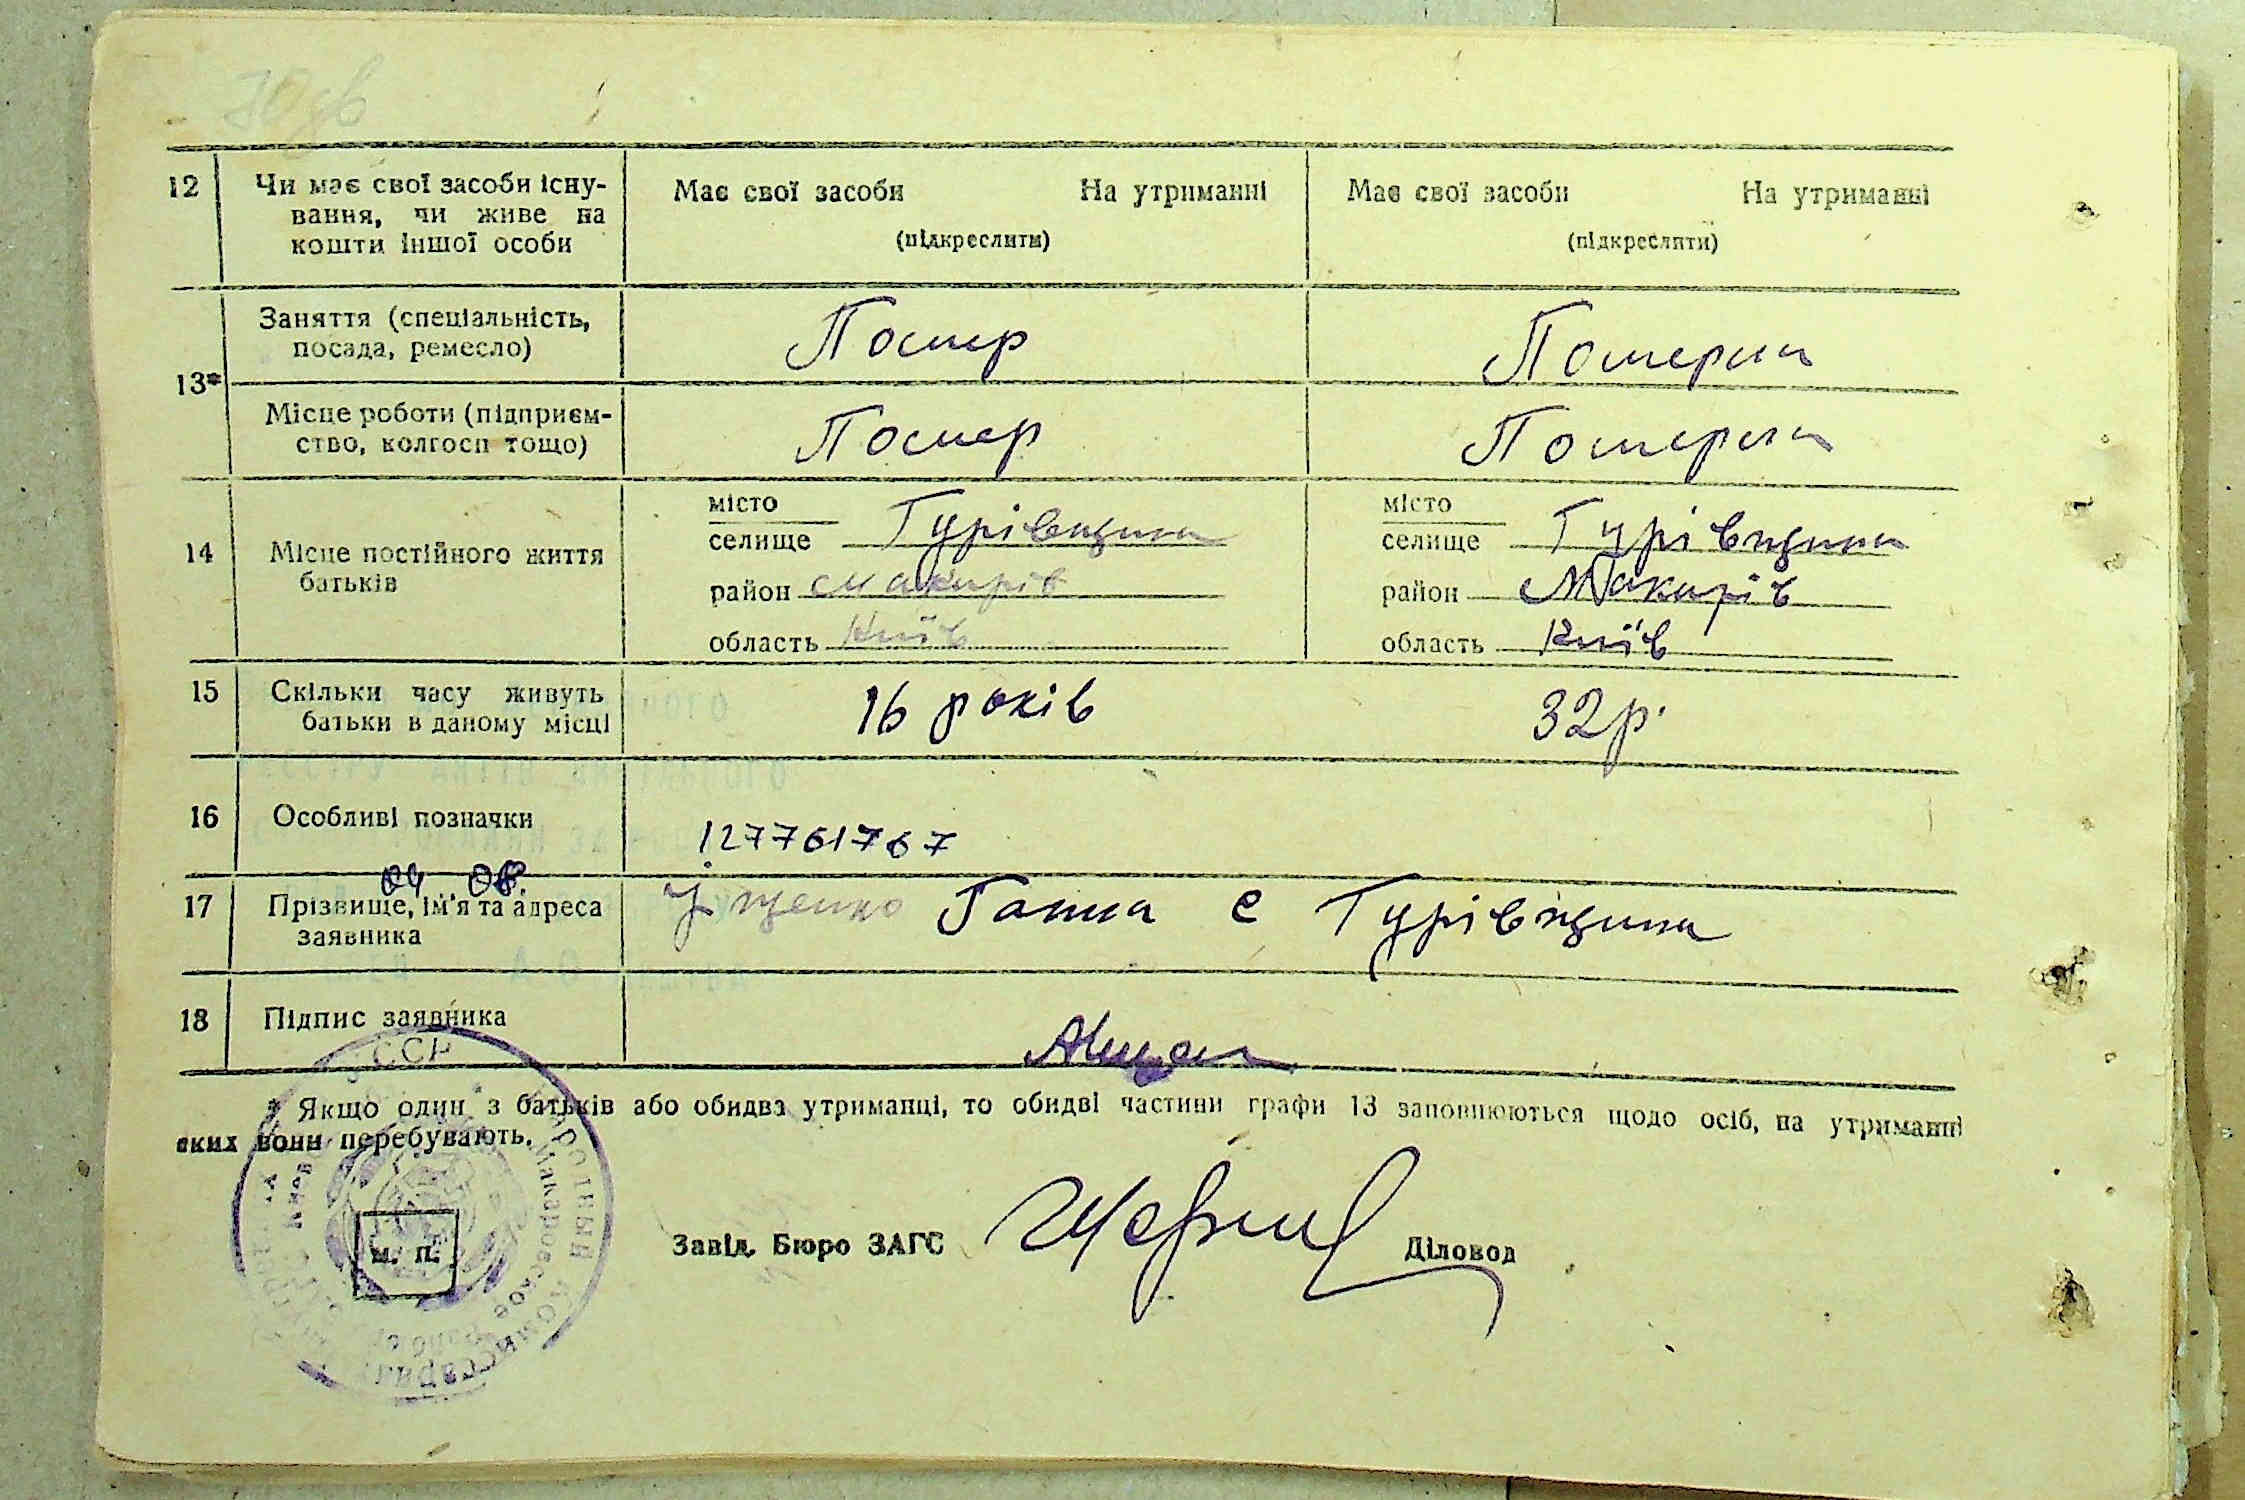 12 Чи має свої засоби існу-
вання, чи живе на
кошти іншої особи
Має свої засоби На утриманні
(підкреслити)
Має свої засоби На утриманні
(підкреслити)
13*
Заняття (спеціальність,
посада, ремесло)
Помер
Померла
Місце роботи (підприєм-
ство, колгосп тощо)
Помер
Померла
14 Місце постійного життя
батьків
місто
селище Гурівщина
район Макарів
область Київ
місто
селище Гурівщина
район Макарів
область Київ
15 Скільки часу живуть
батьки в даному місці
16 років
32 р.
16 Особливі позначки
127761767
04 08.
17 Прізвище, ім'я та адреса
заявника
Ганна с Гурівщина
18 Підпис заявника
* Якщо один з батьків або обидва утриманці, то обидві частини графи 13 заповнюються щодо осіб, на утриманні
яких вони перебувають.
М. П.
Завід. Бюро ЗАГС
Діловод